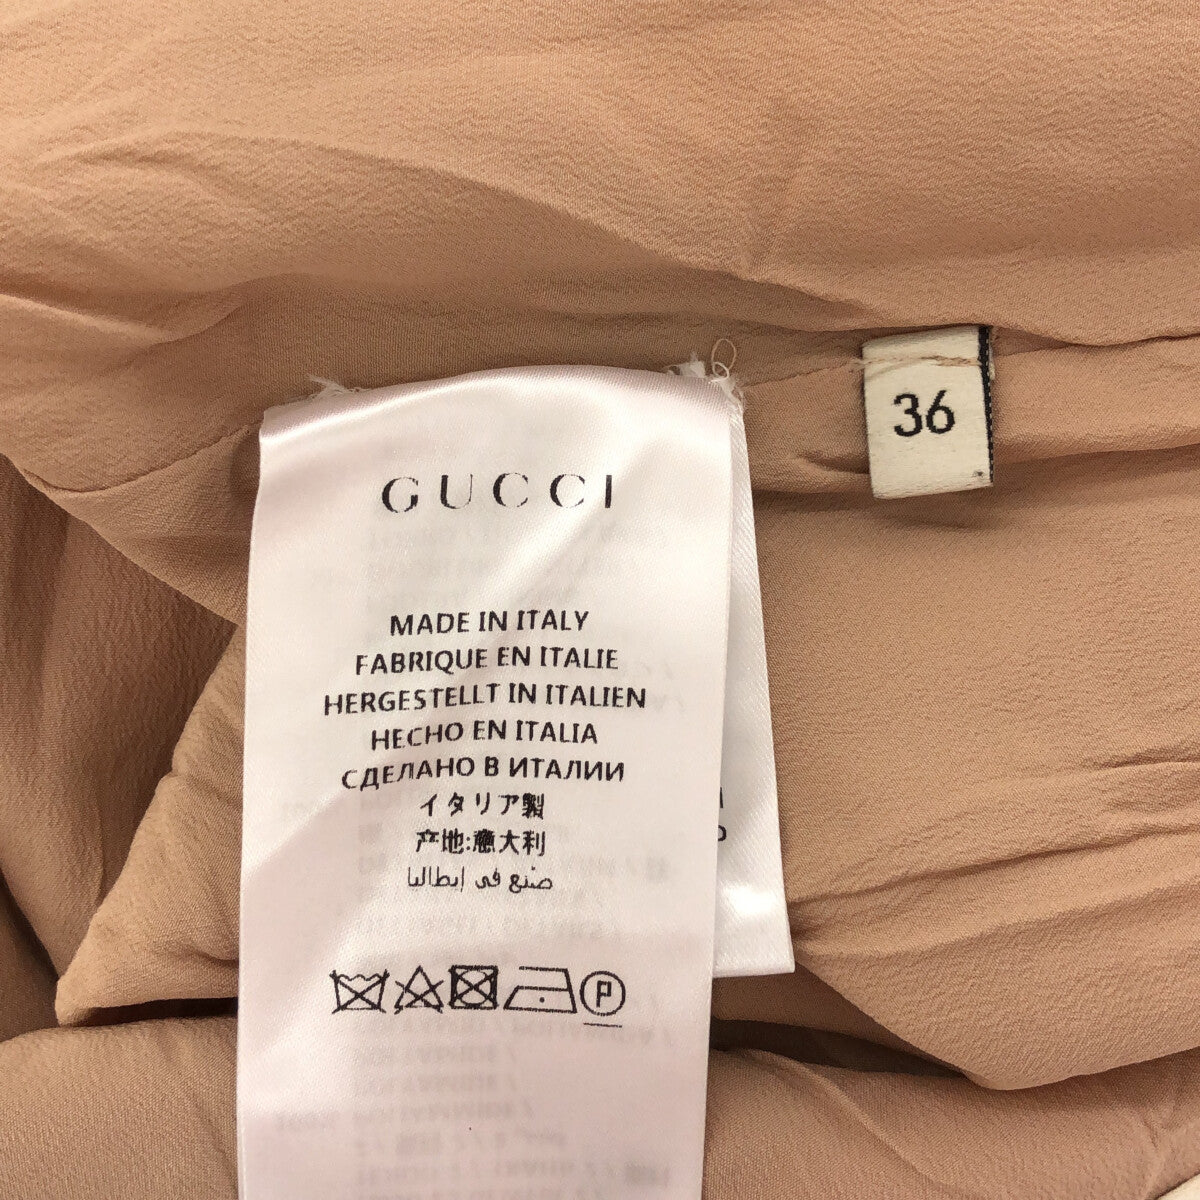 GUCCI
MADE IN ITALY
FABRIQUE EN ITALIE
HERGESTELLT IN ITALIEN
HECHO EN ITALIA
СДЕЛАНО В ИТАЛИИ
イタリア製
产地:意大利
صنع في إيطاليا
P
36